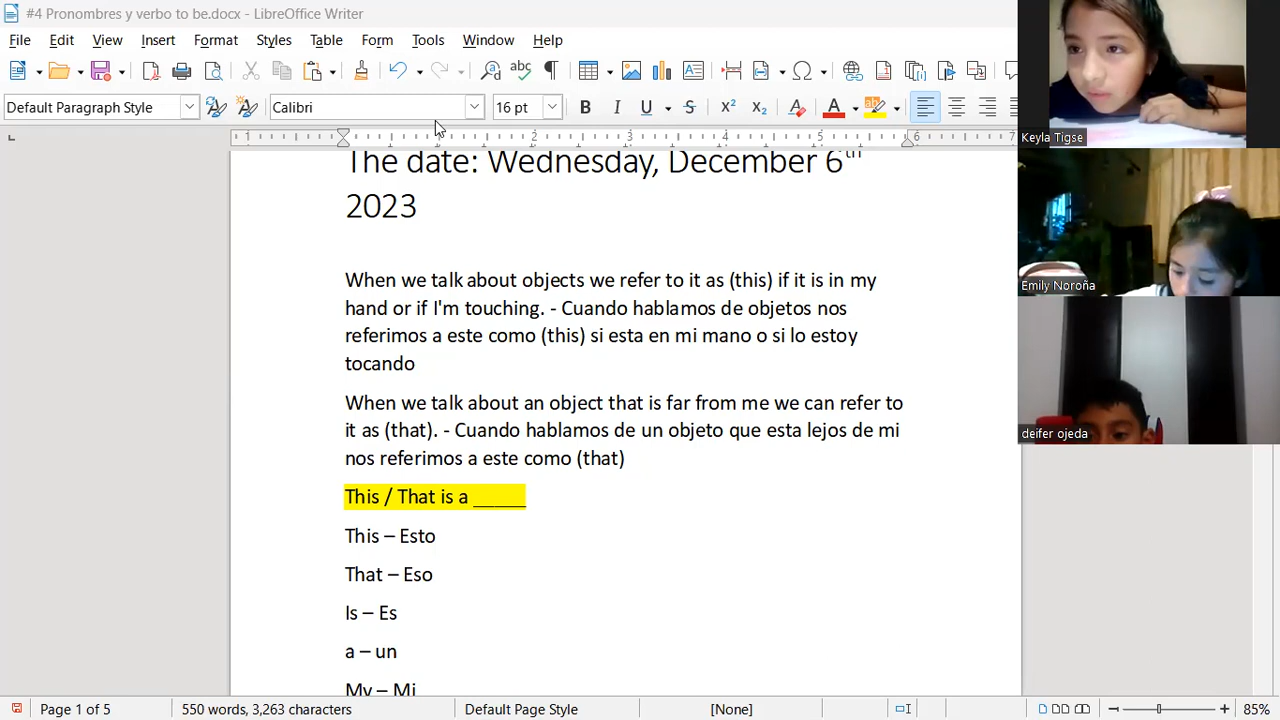 #4 Pronombres y verbo to be.docx - LibreOffice Writer
File Edit View Insert Format Styles Table Form Tools Window Help
Default Paragraph Style Calibri 16 pt
1 1 2 3 4 5 6
The date: Wednesday, December 6th
2023
When we talk about objects we refer to it as (this) if it is in my
hand or if I'm touching. - Cuando hablamos de objetos nos
referimos a este como (this) si esta en mi mano o si lo estoy
tocando
When we talk about an object that is far from me we can refer to
it as (that). - Cuando hablamos de un objeto que esta lejos de mi
nos referimos a este como (that)
This / That is a _____
This – Esto
That – Eso
Is – Es
a – un
My – Mi
Page 1 of 5 550 words, 3,263 characters Default Page Style [None] 85%
Keyla Tigse
Emily Noroña
deifer ojeda